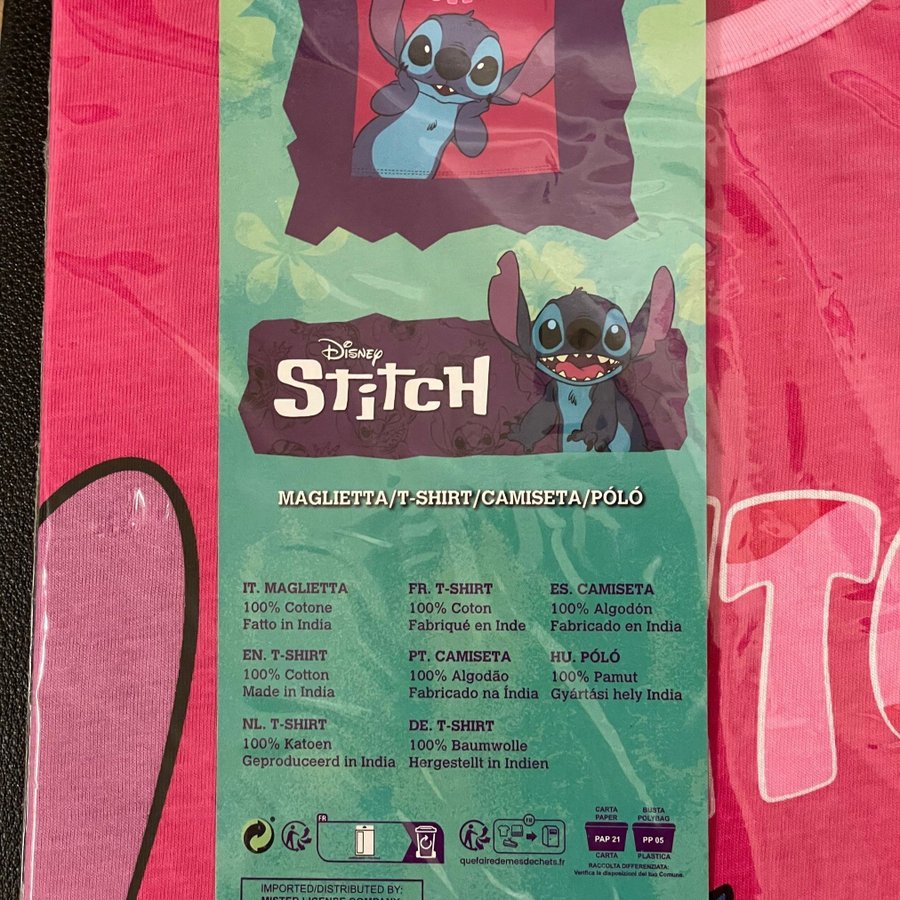 Disney
Stitch
MAGLIETTA/T-SHIRT/CAMISETA/PÓLÓ
IT. MAGLIETTA
100% Cotone
Fatto in India
FR. T-SHIRT
100% Coton
Fabriqué en Inde
ES. CAMISETA
100% Algodón
Fabricado en India
EN. T-SHIRT
100% Cotton
Made in India
PT. CAMISETA
100% Algodão
Fabricado na Índia
HU. PÓLÓ
100% Pamut
Gyártási hely India
NL. T-SHIRT
100% Katoen
Geproduceerd in India
DE. T-SHIRT
100% Baumwolle
Hergestellt in Indien
FR
FR
quefairedemesdechets.fr
CARTA
PAPER
PAP 21
CARTA
BUSTA
POLYBAG
PP 05
PLASTICA
RACCOLTA DIFFERENZIATA:
Verifica le disposizioni del tuo Comune.
IMPORTED/DISTRIBUTED BY:
MISTER LICENSE COMPANY